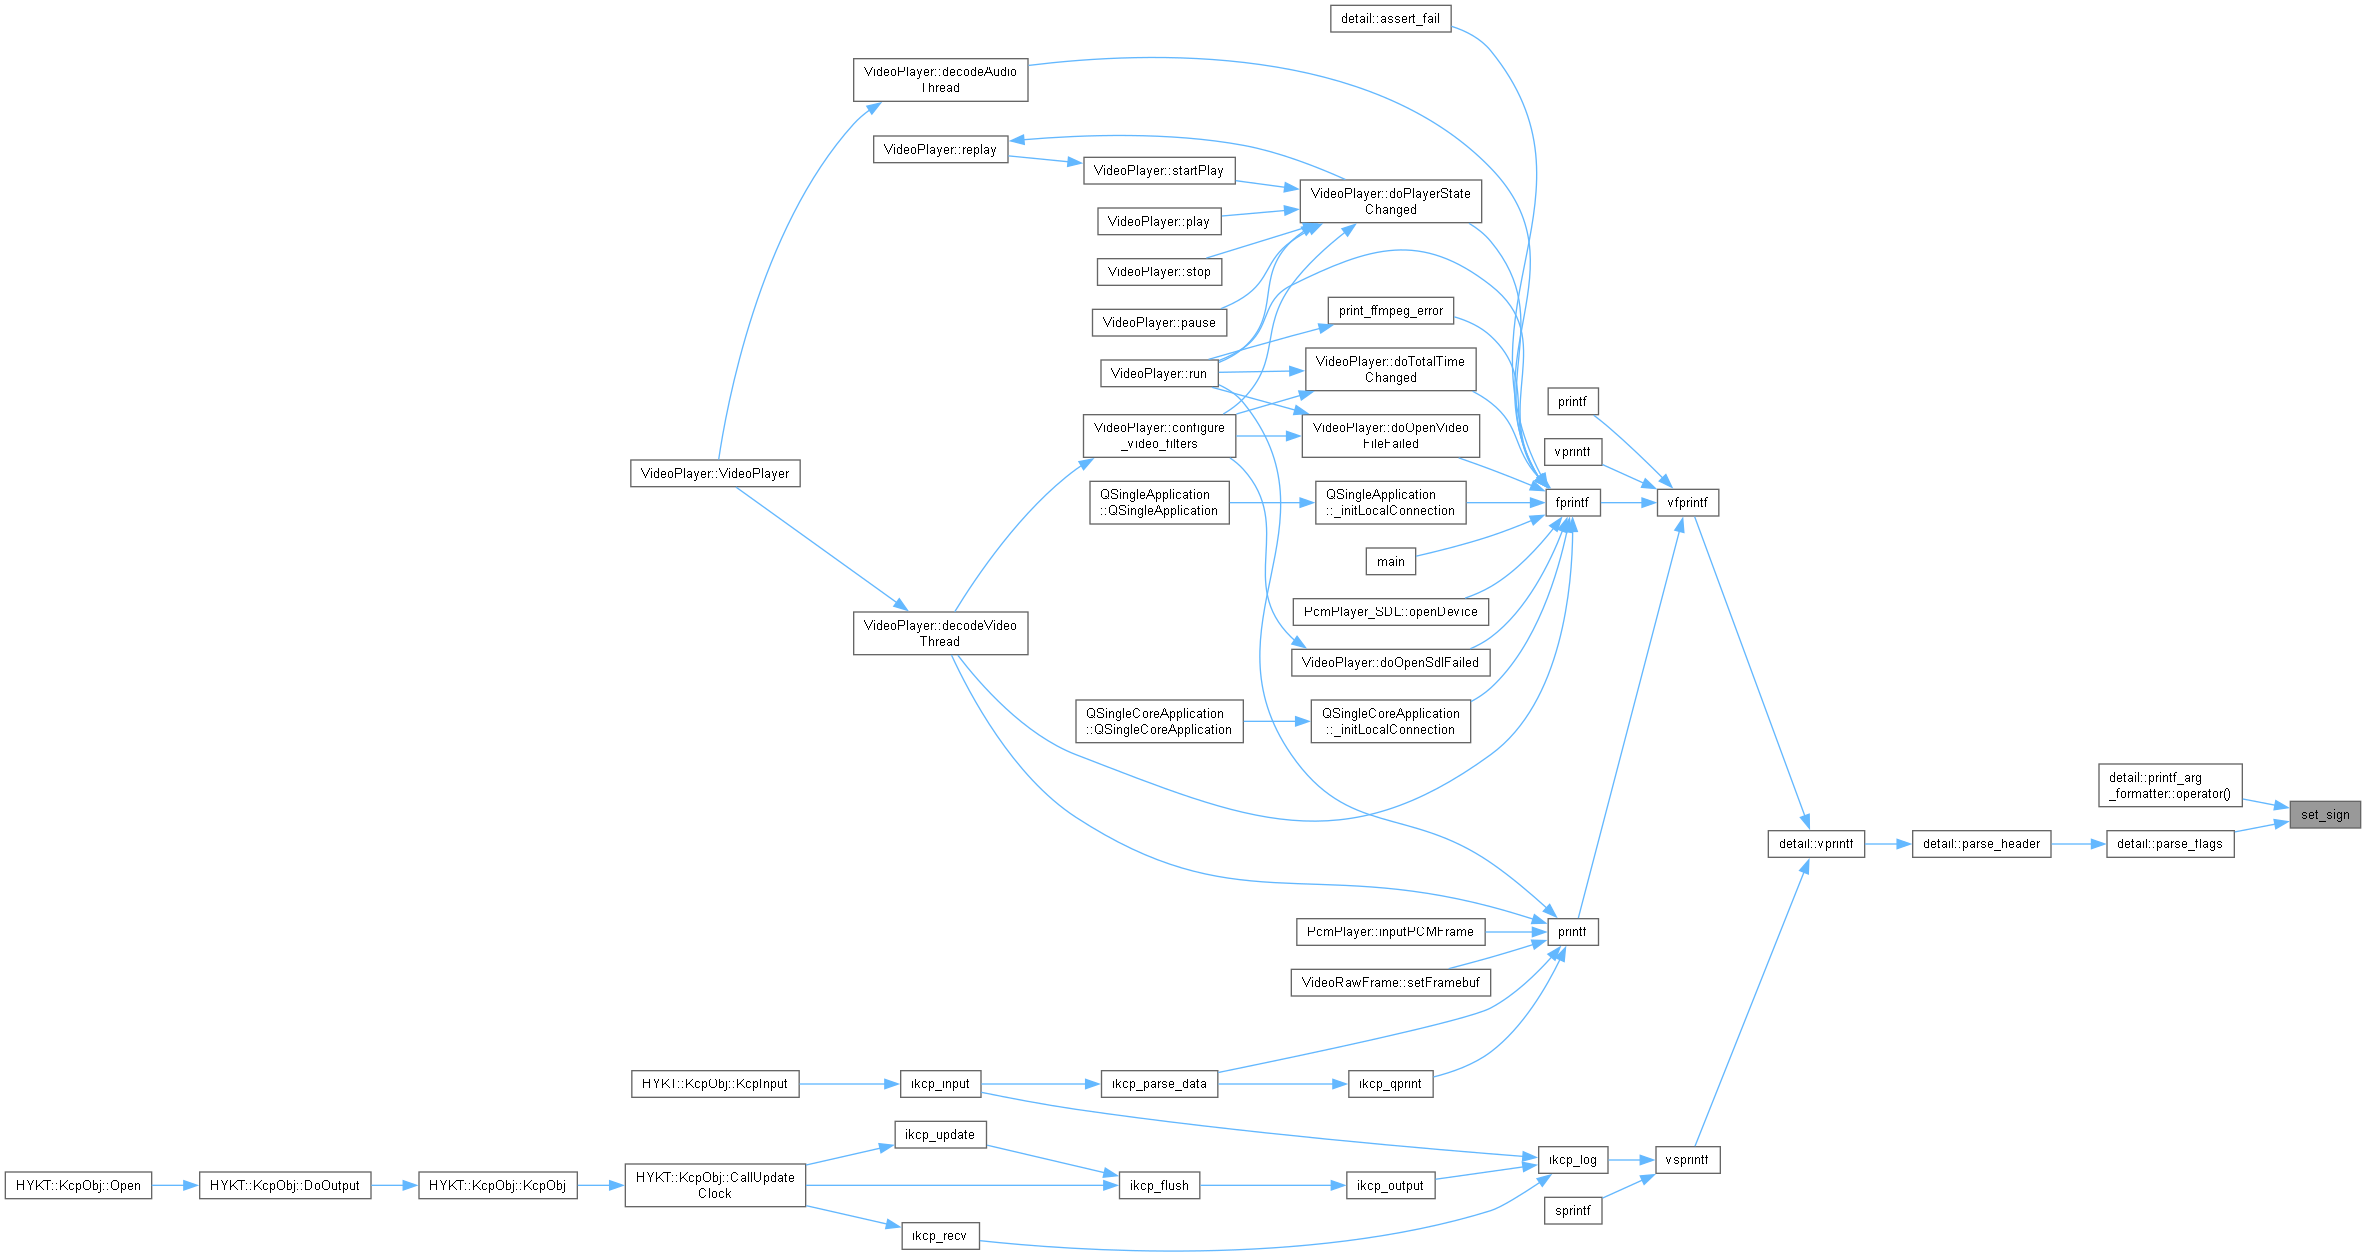 detail::assert_fail
VideoPlayer::decodeAudio
Thread
VideoPlayer::replay
VideoPlayer::startPlay
VideoPlayer::doPlayerState
Changed
VideoPlayer::play
VideoPlayer::stop
VideoPlayer::pause
print_ffmpeg_error
VideoPlayer::run
VideoPlayer::doTotalTime
Changed
printf
VideoPlayer::configure
_video_filters
VideoPlayer::doOpenVideo
FileFailed
vprintf
VideoPlayer::VideoPlayer
QSingleApplication
::QSingleApplication
QSingleApplication
::_initLocalConnection
fprintf
vfprintf
main
PcmPlayer_SDL::openDevice
VideoPlayer::decodeVideo
Thread
VideoPlayer::doOpenSdlFailed
QSingleCoreApplication
::QSingleCoreApplication
QSingleCoreApplication
::_initLocalConnection
detail::printf_arg
_formatter::operator()
set_sign
detail::vprintf
detail::parse_header
detail::parse_flags
PcmPlayer::inputPCMFrame
printf
VideoRawFrame::setFramebuf
HYKT::KcpObj::KcpInput
ikcp_input
ikcp_parse_data
ikcp_qprint
ikcp_update
ikcp_log
vsprintf
HYKT::KcpObj::Open
HYKT::KcpObj::DoOutput
HYKT::KcpObj::KcpObj
HYKT::KcpObj::CallUpdate
Clock
ikcp_flush
ikcp_output
sprintf
ikcp_recv